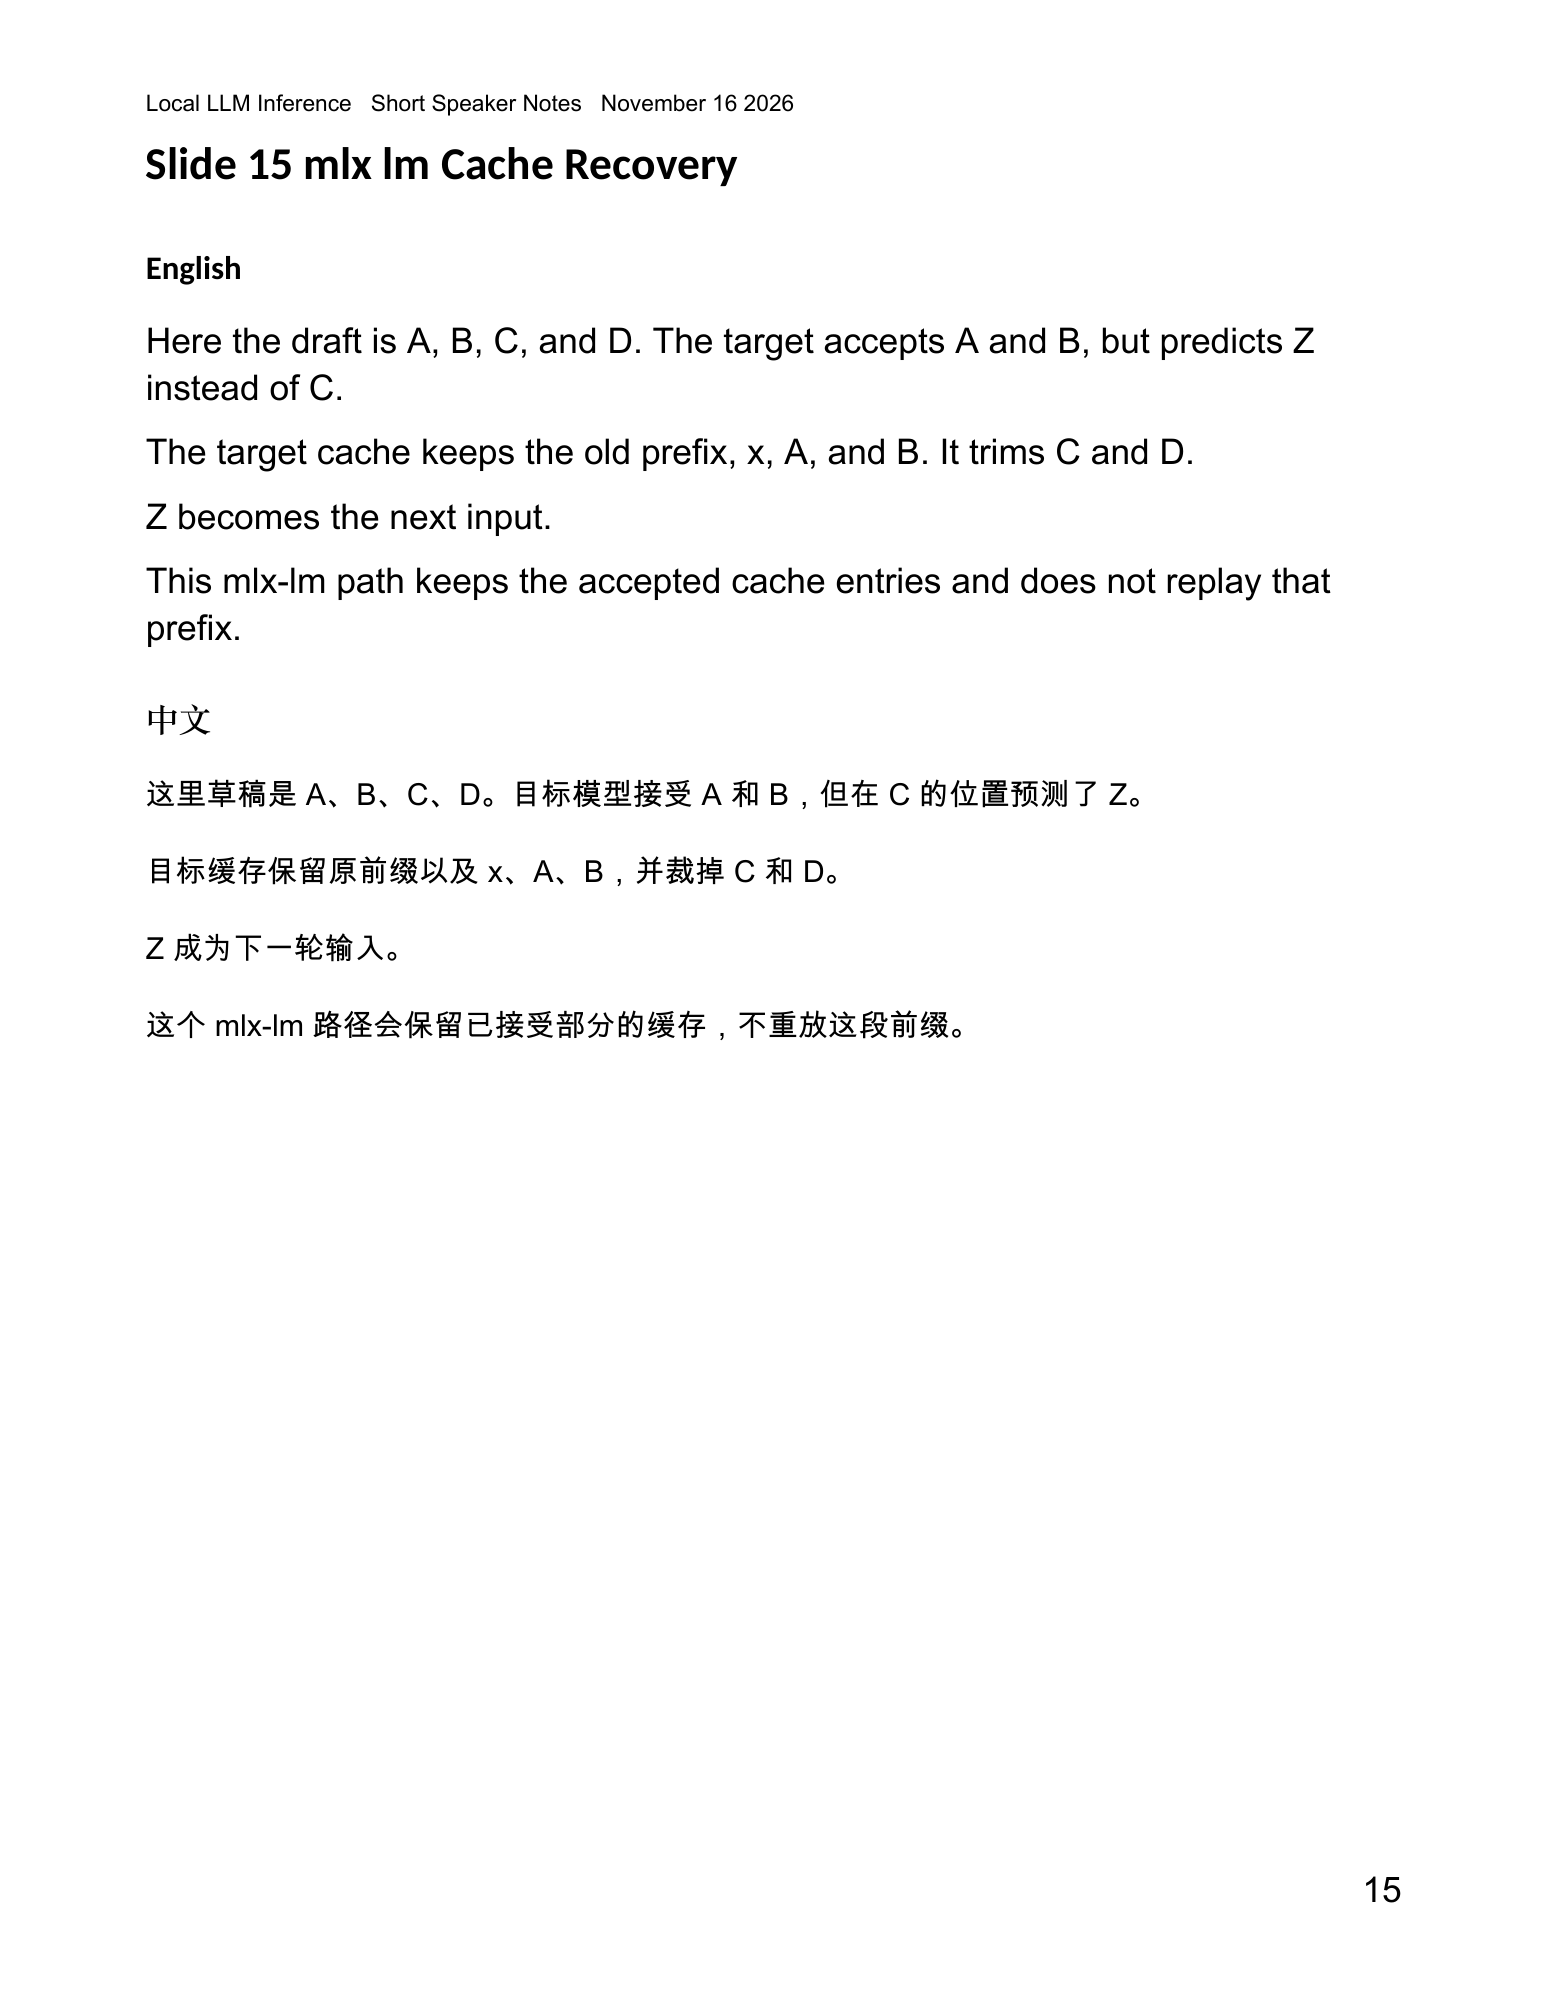 Local LLM Inference   Short Speaker Notes   November 16 2026
Slide 15 mlx lm Cache Recovery
English
Here the draft is A, B, C, and D. The target accepts A and B, but predicts Z
instead of C.
The target cache keeps the old prefix, x, A, and B. It trims C and D.
Z becomes the next input.
This mlx-lm path keeps the accepted cache entries and does not replay that
prefix.
中文
这里草稿是 A、B、C、D。目标模型接受 A 和 B，但在 C 的位置预测了 Z。
目标缓存保留原前缀以及 x、A、B，并裁掉 C 和 D。
Z 成为下一轮输入。
这个 mlx-lm 路径会保留已接受部分的缓存，不重放这段前缀。
15